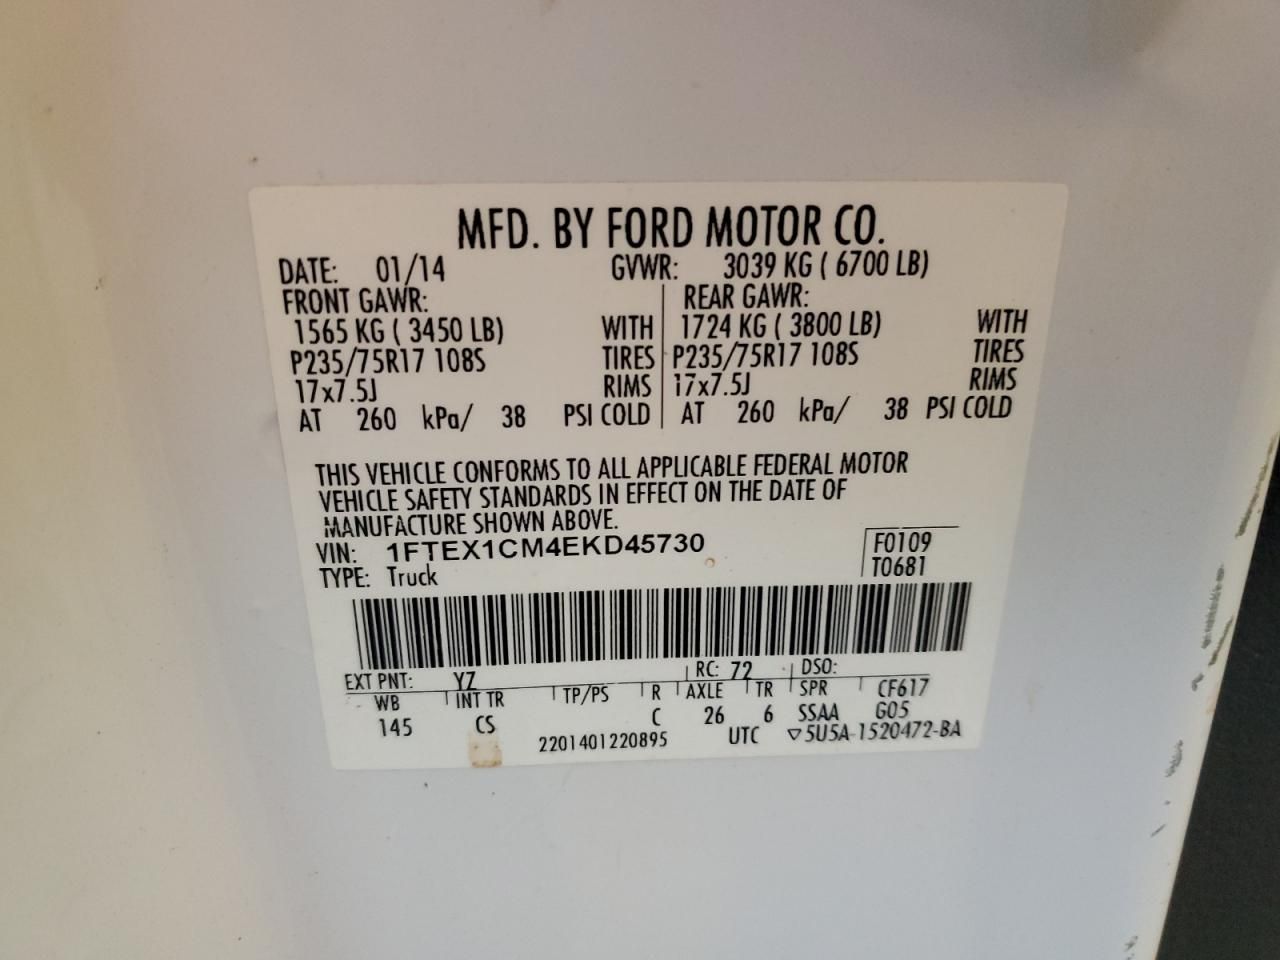 MFD. BY FORD MOTOR CO.
DATE: 01/14 GVWR: 3039 KG ( 6700 LB)
FRONT GAWR: REAR GAWR:
1565 KG ( 3450 LB) WITH 1724 KG ( 3800 LB) WITH
P235/75R17 108S TIRES P235/75R17 108S TIRES
17x7.5J RIMS 17x7.5J RIMS
AT 260 kPa/ 38 PSI COLD AT 260 kPa/ 38 PSI COLD
THIS VEHICLE CONFORMS TO ALL APPLICABLE FEDERAL MOTOR
VEHICLE SAFETY STANDARDS IN EFFECT ON THE DATE OF
MANUFACTURE SHOWN ABOVE.
VIN: 1FTEX1CM4EKD45730 F0109
TYPE: Truck T0681
EXT PNT: YZ RC: 72 DSO:
WB INT TR TP/PS R AXLE TR SPR CF617
145 CS C 26 6 SSAA G05
2201401220895 UTC ▽5U5A-1520472-BA